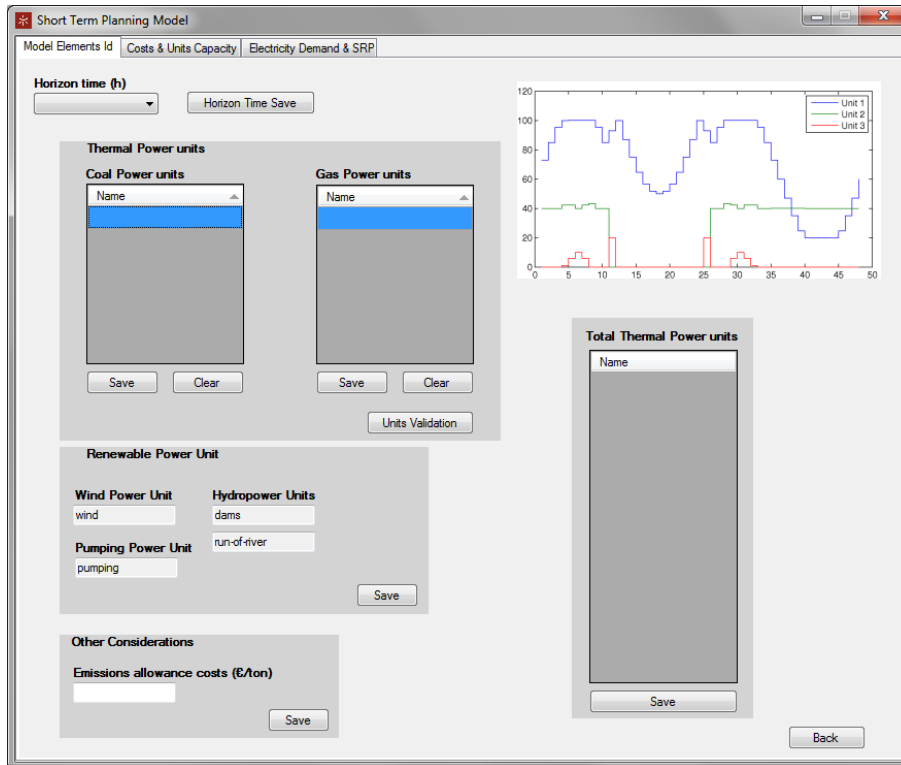 Short Term Planning Model
Model Elements Id
Costs & Units Capacity
Electricity Demand & SRP
Horizon time (h)
Horizon Time Save
Thermal Power units
Coal Power units
Gas Power units
Name
Name
Save
Clear
Save
Clear
Units Validation
120
100
80
60
40
20
0
0 5 10 15 20 25 30 35 40 45 50
Unit 1
Unit 2
Unit 3
Total Thermal Power units
Name
Save
Renewable Power Unit
Wind Power Unit
wind
Hydropower Units
dams
run-of-river
Pumping Power Unit
pumping
Save
Other Considerations
Emissions allowance costs (€/ton)
Save
Back